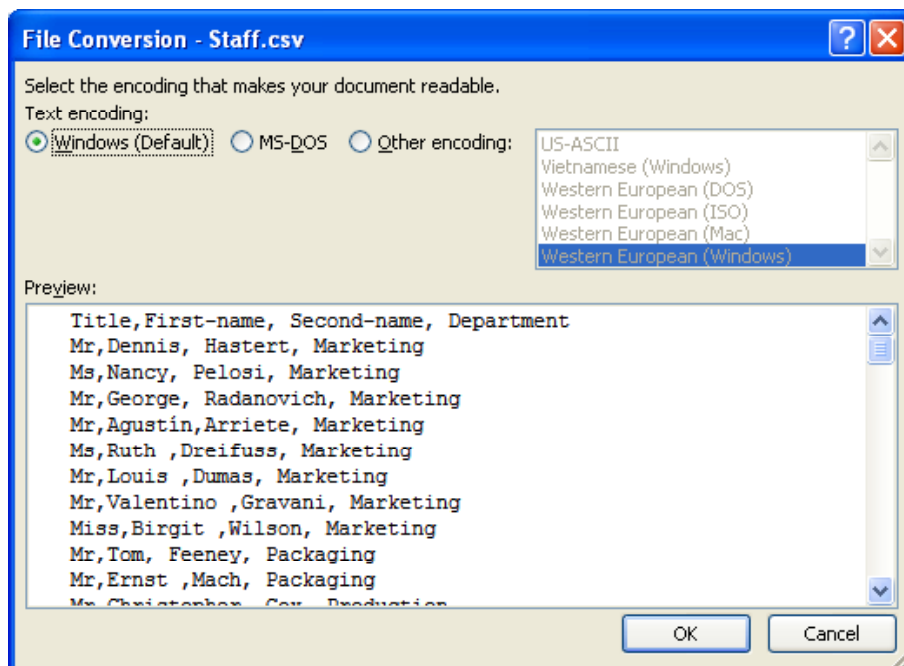 File Conversion - Staff.csv
Select the encoding that makes your document readable.
Text encoding:
Windows (Default) MS-DOS Other encoding:
US-ASCII
Vietnamese (Windows)
Western European (DOS)
Western European (ISO)
Western European (Mac)
Western European (Windows)
Preview:
Title,First-name, Second-name, Department
Mr,Dennis, Hastert, Marketing
Ms,Nancy, Pelosi, Marketing
Mr,George, Radanovich, Marketing
Mr,Agustín,Arriete, Marketing
Ms,Ruth ,Dreifuss, Marketing
Mr,Louis ,Dumas, Marketing
Mr,Valentino ,Gravani, Marketing
Miss,Birgit ,Wilson, Marketing
Mr,Tom, Feeney, Packaging
Mr,Ernst ,Mach, Packaging
Mr,Christopher, Cox, Production
OK Cancel